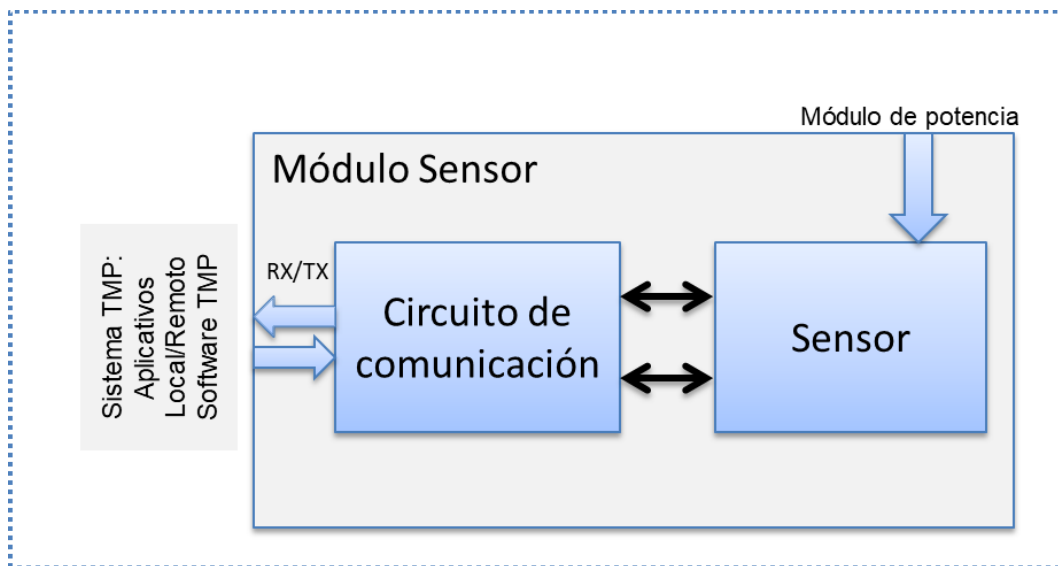 Módulo de potencia
Módulo Sensor
Sistema TMP:
Aplicativos
Local/Remoto
Software TMP
RX/TX
Circuito de
comunicación
Sensor